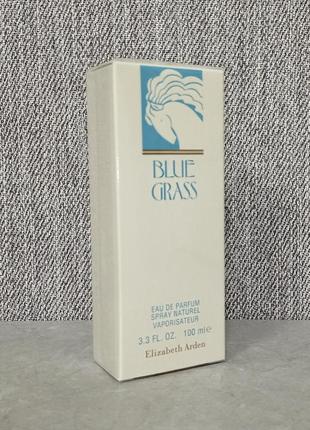 BLUE
GRASS
EAU DE PARFUM
SPRAY NATUREL
VAPORISATEUR
3.3 FL. OZ. 100 ml e
Elizabeth Arden